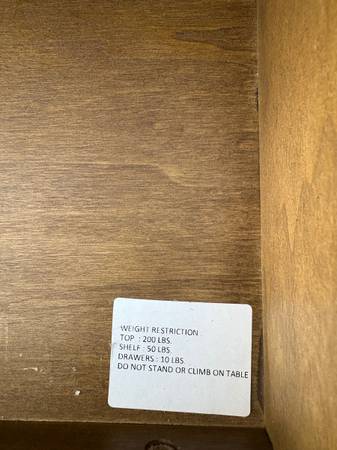 WEIGHT RESTRICTION
TOP : 200 LBS.
SHELF : 50 LBS.
DRAWERS : 10 LBS
DO NOT STAND OR CLIMB ON TABLE